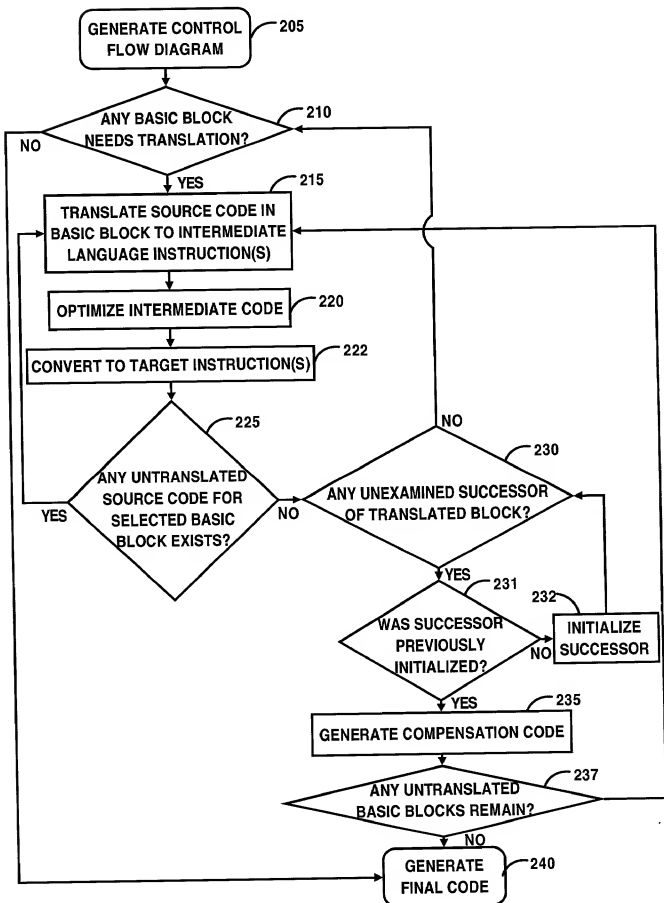 GENERATE CONTROL
FLOW DIAGRAM
205
ANY BASIC BLOCK
NEEDS TRANSLATION?
210
NO
YES
215
TRANSLATE SOURCE CODE IN
BASIC BLOCK TO INTERMEDIATE
LANGUAGE INSTRUCTION(S)
OPTIMIZE INTERMEDIATE CODE
220
CONVERT TO TARGET INSTRUCTION(S)
222
225
ANY UNTRANSLATED
SOURCE CODE FOR
SELECTED BASIC
BLOCK EXISTS?
YES
NO
NO
230
ANY UNEXAMINED SUCCESSOR
OF TRANSLATED BLOCK?
YES
231
WAS SUCCESSOR
PREVIOUSLY
INITIALIZED?
NO
232
INITIALIZE
SUCCESSOR
YES
235
GENERATE COMPENSATION CODE
237
ANY UNTRANSLATED
BASIC BLOCKS REMAIN?
NO
GENERATE
FINAL CODE
240